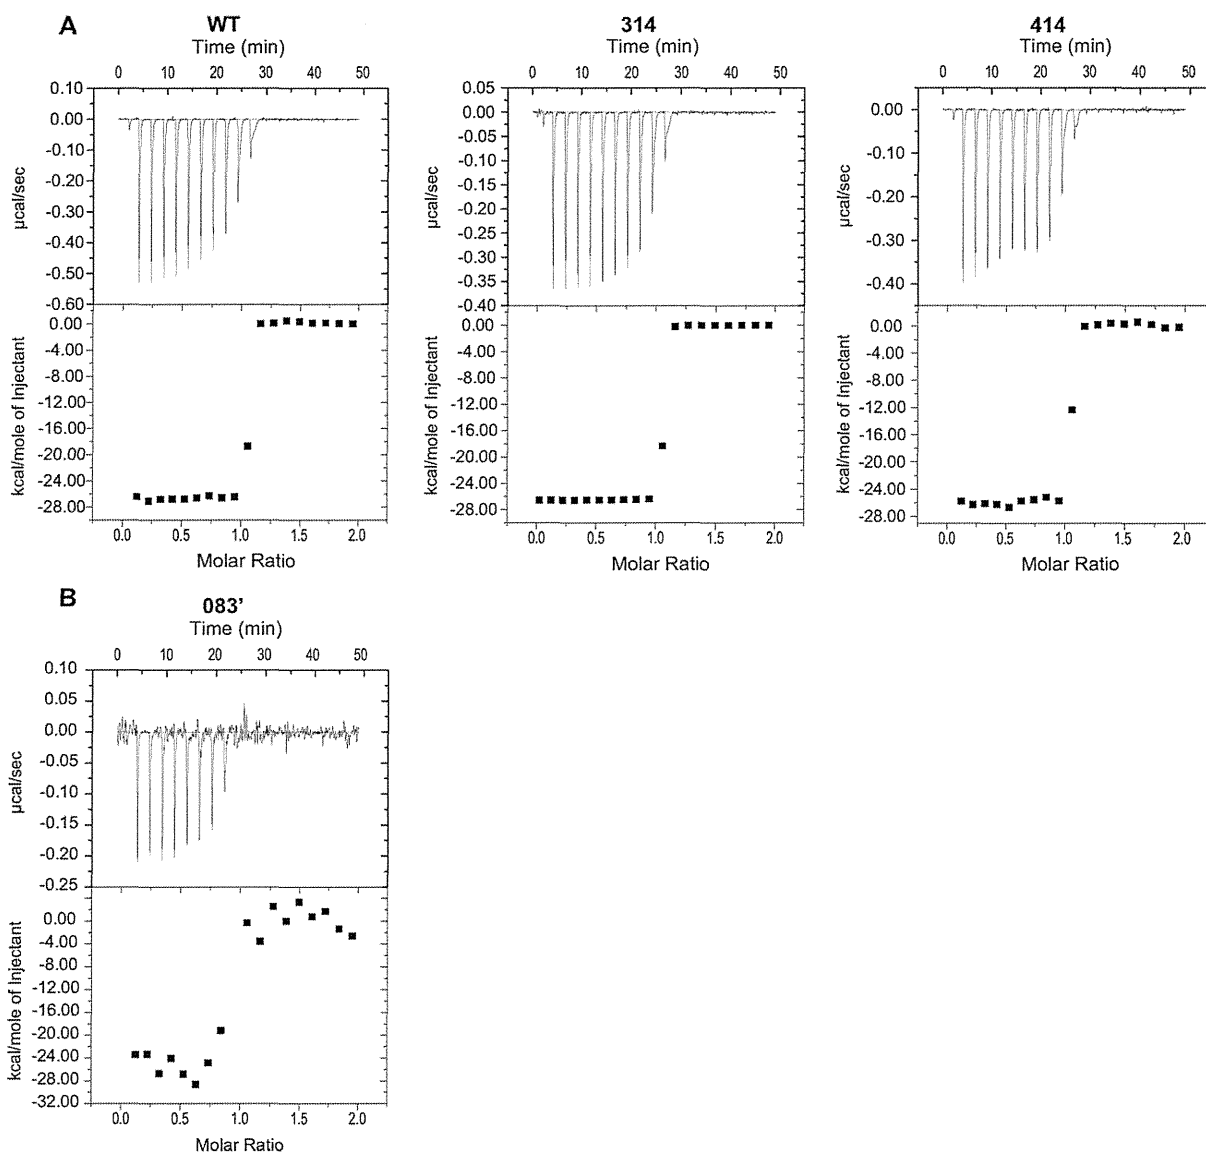 A
WT
Time (min)
0 10 20 30 40 50
0.10
0.00
-0.10
-0.20
-0.30
-0.40
-0.50
-0.60
µcal/sec
0.00
-4.00
-8.00
-12.00
-16.00
-20.00
-24.00
-28.00
kcal/mole of Injectant
0.0 0.5 1.0 1.5 2.0
Molar Ratio
314
Time (min)
0 10 20 30 40 50
0.05
0.00
-0.05
-0.10
-0.15
-0.20
-0.25
-0.30
-0.35
-0.40
µcal/sec
0.00
-4.00
-8.00
-12.00
-16.00
-20.00
-24.00
-28.00
kcal/mole of Injectant
0.0 0.5 1.0 1.5 2.0
Molar Ratio
414
Time (min)
0 10 20 30 40 50
0.00
-0.10
-0.20
-0.30
-0.40
µcal/sec
0.00
-4.00
-8.00
-12.00
-16.00
-20.00
-24.00
-28.00
kcal/mole of Injectant
0.0 0.5 1.0 1.5 2.0
Molar Ratio
B
083'
Time (min)
0 10 20 30 40 50
0.10
0.05
0.00
-0.05
-0.10
-0.15
-0.20
-0.25
µcal/sec
0.00
-4.00
-8.00
-12.00
-16.00
-20.00
-24.00
-28.00
-32.00
kcal/mole of Injectant
0.0 0.5 1.0 1.5 2.0
Molar Ratio